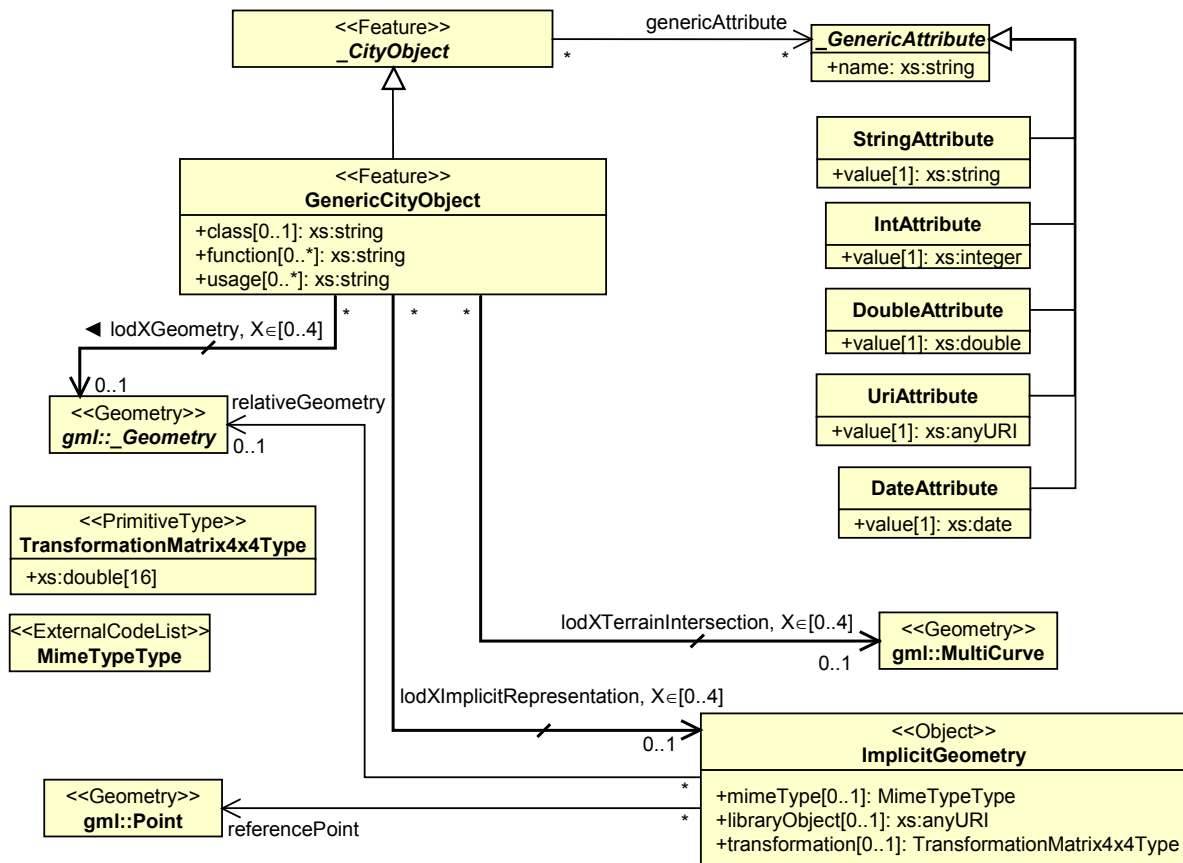 <<Feature>>
_CityObject
genericAttribute
*
*
_GenericAttribute
+name: xs:string
StringAttribute
+value[1]: xs:string
IntAttribute
+value[1]: xs:integer
DoubleAttribute
+value[1]: xs:double
UriAttribute
+value[1]: xs:anyURI
DateAttribute
+value[1]: xs:date
<<Feature>>
GenericCityObject
+class[0..1]: xs:string
+function[0..*]: xs:string
+usage[0..*]: xs:string
*
*
*
◄ lodXGeometry, X∈[0..4]
0..1
<<Geometry>>
gml::_Geometry
relativeGeometry
0..1
<<PrimitiveType>>
TransformationMatrix4x4Type
+xs:double[16]
<<ExternalCodeList>>
MimeTypeType
lodXTerrainIntersection, X∈[0..4]
0..1
<<Geometry>>
gml::MultiCurve
lodXImplicitRepresentation, X∈[0..4]
0..1
<<Object>>
ImplicitGeometry
+mimeType[0..1]: MimeTypeType
+libraryObject[0..1]: xs:anyURI
+transformation[0..1]: TransformationMatrix4x4Type
*
*
<<Geometry>>
gml::Point
referencePoint